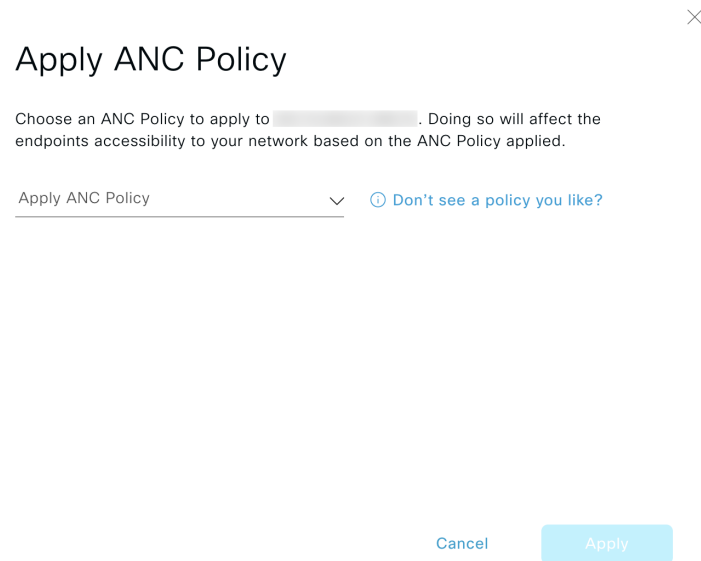 Apply ANC Policy
Choose an ANC Policy to apply to . Doing so will affect the
endpoints accessibility to your network based on the ANC Policy applied.
Apply ANC Policy
Don't see a policy you like?
Cancel
Apply